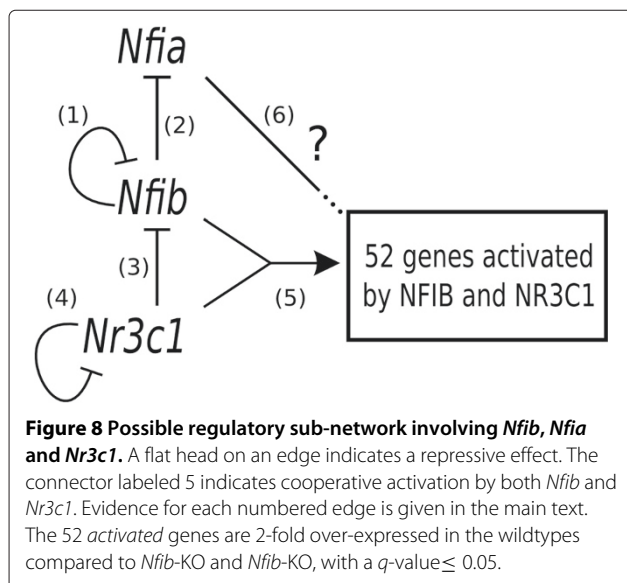 Nfia
(1)
(2)
(6)
?
Nfib
(3)
(5)
52 genes activated
by NFIB and NR3C1
(4)
Nr3c1
Figure 8 Possible regulatory sub-network involving Nfib, Nfia
and Nr3c1. A flat head on an edge indicates a repressive effect. The
connector labeled 5 indicates cooperative activation by both Nfib and
Nr3c1. Evidence for each numbered edge is given in the main text.
The 52 activated genes are 2-fold over-expressed in the wildtypes
compared to Nfib-KO and Nfib-KO, with a q-value≤ 0.05.